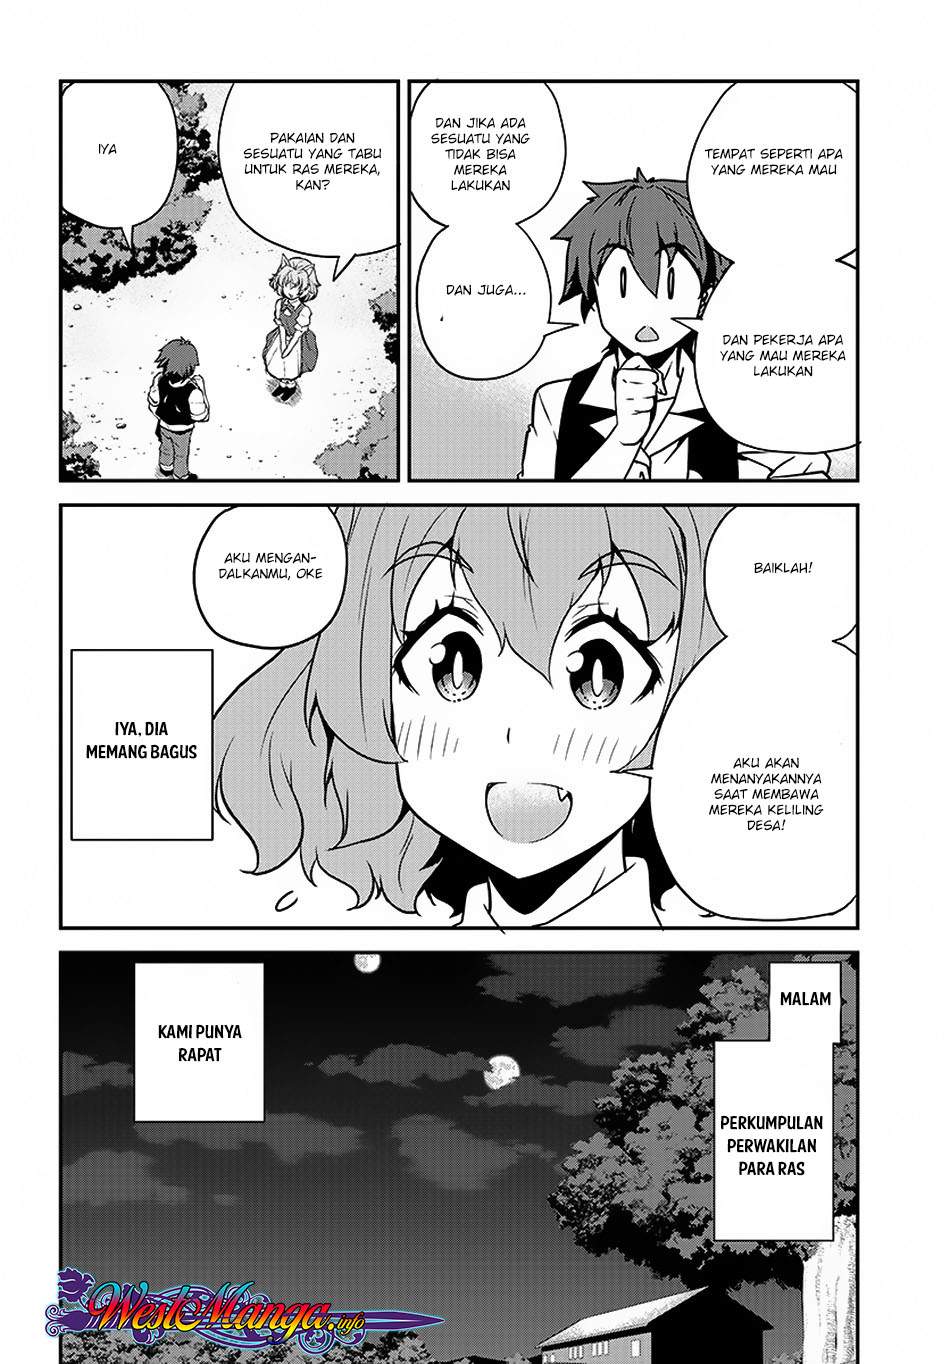 TEMPAT SEPERTI APA
YANG MEREKA MAU
DAN PEKERJA APA
YANG MAU MEREKA
LAKUKAN
DAN JIKA ADA
SESUATU YANG
TIDAK BISA
MEREKA
LAKUKAN
DAN JUGA...
PAKAIAN DAN
SESUATU YANG TABU
UNTUK RAS MEREKA,
KAN?
IYA
BAIKLAH!
AKU AKAN
MENANYAKANNYA
SAAT MEMBAWA
MEREKA KELILING
DESA!
AKU MENGAN-
DALKANMU, OKE
IYA, DIA
MEMANG BAGUS
MALAM
PERKUMPULAN
PERWAKILAN
PARA RAS
KAMI PUNYA
RAPAT
WESTMANGA.info